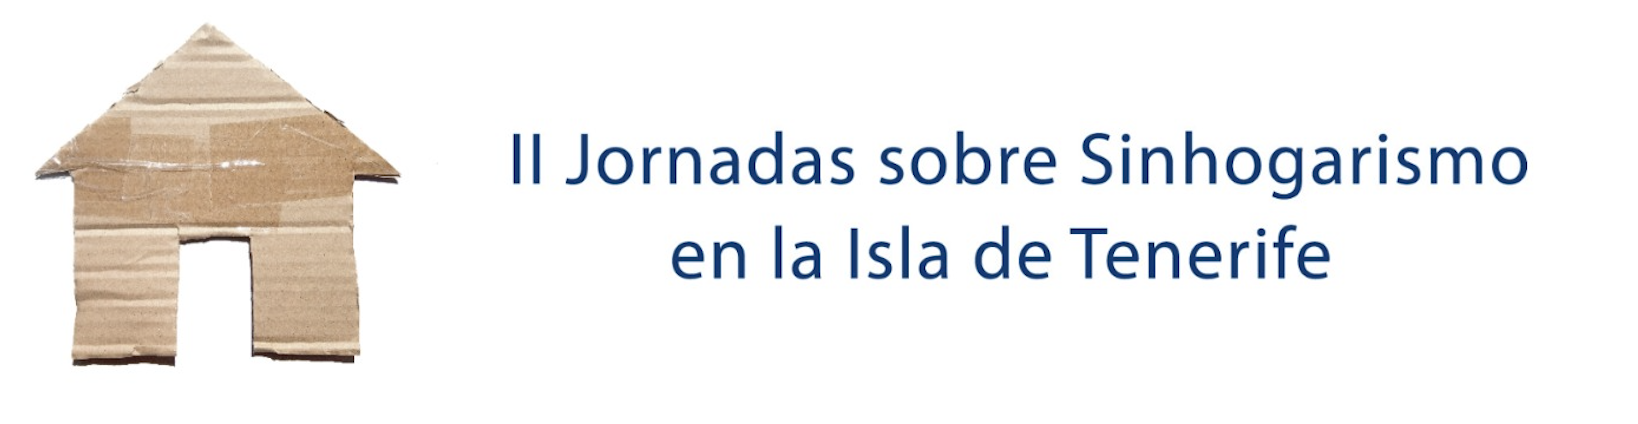 II Jornadas sobre Sinhogarismo
en la Isla de Tenerife